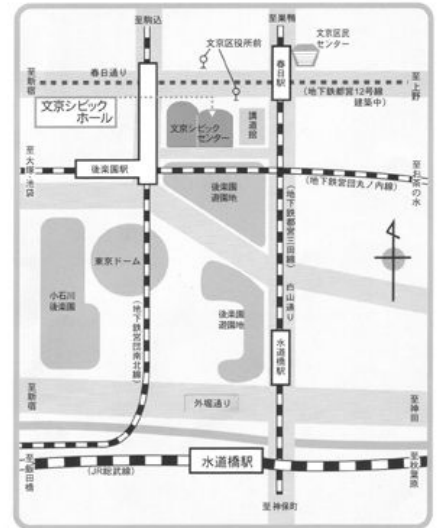 至駒込
至巣鴨
文京区役所前
文京区民
センター
春日通り
春日駅
至新宿
至上野
(地下鉄都営12号線
建築中)
文京シビック
ホール
文京シビック
センター
講道館
至大塚・池袋
後楽園駅
至お茶の水
(地下鉄営団丸ノ内線)
後楽園
遊園地
(地下鉄都営三田線)
白山通り
東京ドーム
小石川
後楽園
後楽園
遊園地
(地下鉄営団南北線)
水道橋駅
至新宿
外堀通り
至神田
至飯田橋
(JR総武線)
水道橋駅
至秋葉原
至神保町